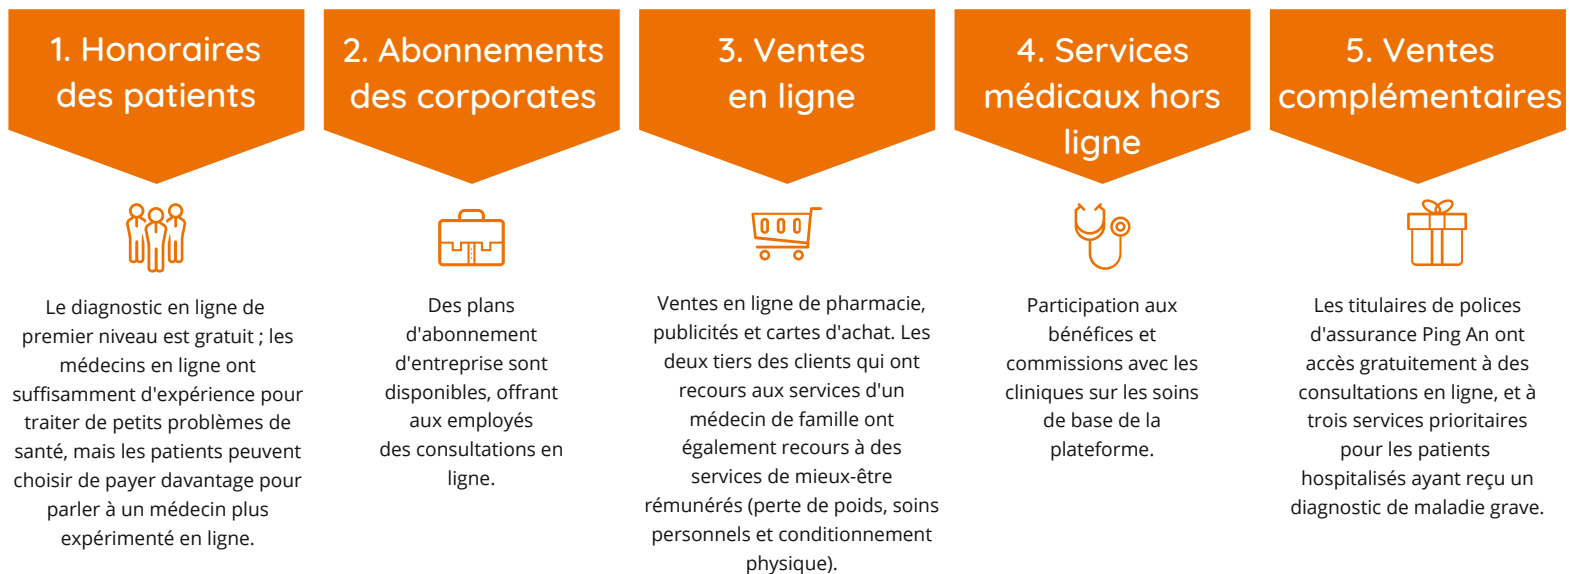 1. Honoraires
des patients
Le diagnostic en ligne de
premier niveau est gratuit ; les
médecins en ligne ont
suffisamment d'expérience pour
traiter de petits problèmes de
santé, mais les patients peuvent
choisir de payer davantage pour
parler à un médecin plus
expérimenté en ligne.
2. Abonnements
des corporates
Des plans
d'abonnement
d'entreprise sont
disponibles, offrant
aux employés
des consultations en
ligne.
3. Ventes
en ligne
Ventes en ligne de pharmacie,
publicités et cartes d'achat. Les
deux tiers des clients qui ont
recours aux services d'un
médecin de famille ont
également recours à des
services de mieux-être
rémunérés (perte de poids, soins
personnels et conditionnement
physique).
4. Services
médicaux hors
ligne
Participation aux
bénéfices et
commissions avec les
cliniques sur les soins
de base de la
plateforme.
5. Ventes
complémentaires
Les titulaires de polices
d'assurance Ping An ont
accès gratuitement à des
consultations en ligne, et à
trois services prioritaires
pour les patients
hospitalisés ayant reçu un
diagnostic de maladie grave.